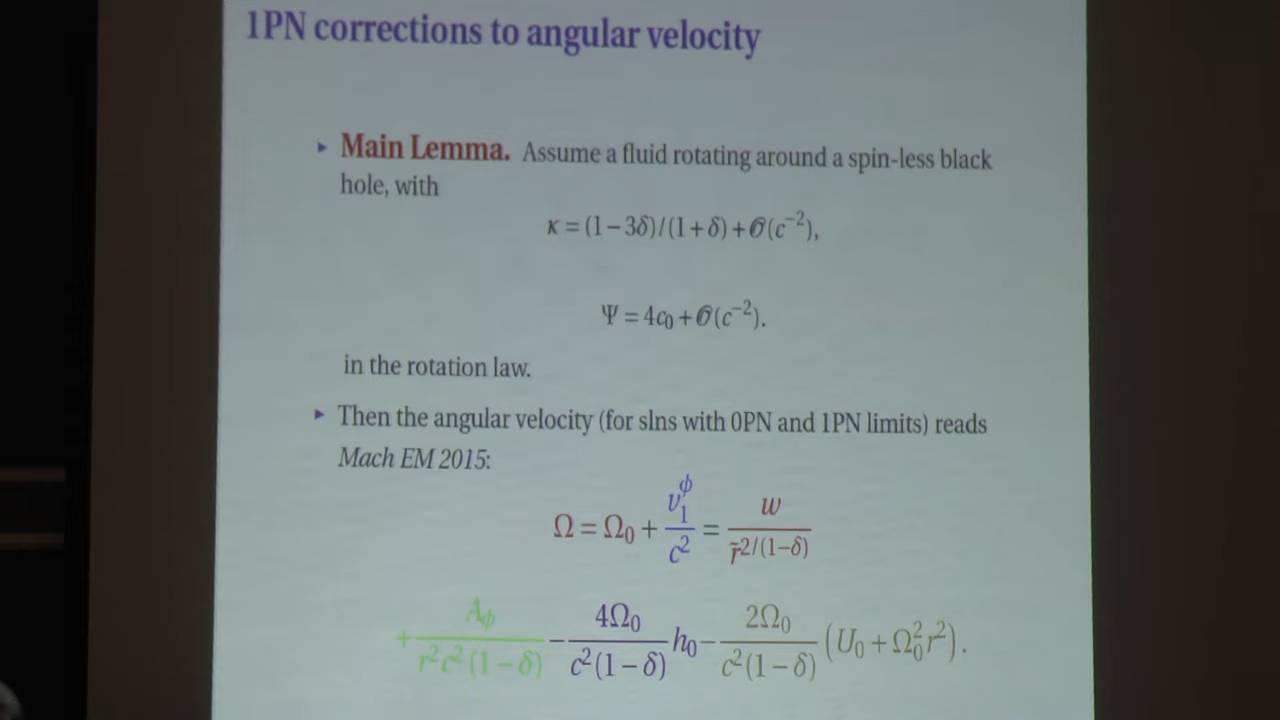 1PN corrections to angular velocity
▸ Main Lemma. Assume a fluid rotating around a spin-less black
hole, with
κ = (1−3δ)/(1+δ) + 𝒪(c⁻²),
Ψ = 4c₀ + 𝒪(c⁻²).
in the rotation law.
▸ Then the angular velocity (for slns with 0PN and 1PN limits) reads
Mach EM 2015:
Ω = Ω₀ + v₁^ϕ/c² = w/r̃^{2/(1−δ)}
+ A_ϕ/(r²c²(1−δ)) − 4Ω₀/(c²(1−δ)) h₀ − 2Ω₀/(c²(1−δ)) (U₀ + Ω₀²r²).